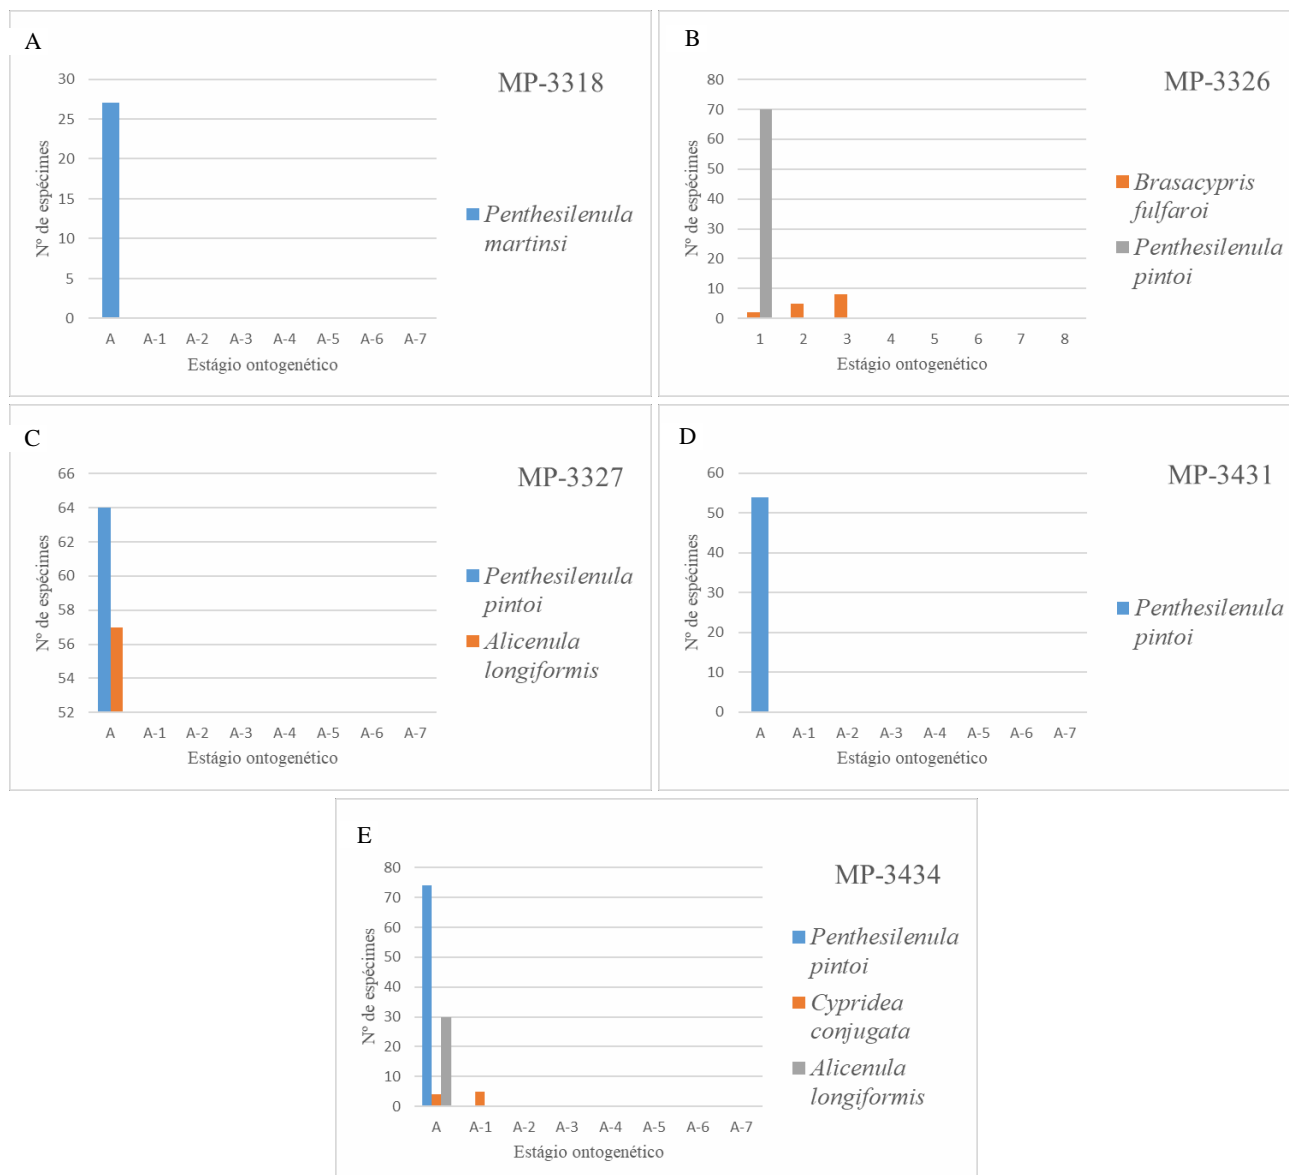 A
MP-3318
30
25
20
15
10
5
0
Nº de espécimes
A A-1 A-2 A-3 A-4 A-5 A-6 A-7
Estágio ontogenético
Penthesilenula
martinsi
B
MP-3326
80
70
60
50
40
30
20
10
0
Nº de espécimes
1 2 3 4 5 6 7 8
Estágio ontogenético
Brasacypris
fulfaroi
Penthesilenula
pintoi
C
MP-3327
66
64
62
60
58
56
54
52
Nº de espécimes
A A-1 A-2 A-3 A-4 A-5 A-6 A-7
Estágio ontogenético
Penthesilenula
pintoi
Alicenula
longiformis
D
MP-3431
60
50
40
30
20
10
0
Nº de espécimes
A A-1 A-2 A-3 A-4 A-5 A-6 A-7
Estágio ontogenético
Penthesilenula
pintoi
E
MP-3434
80
70
60
50
40
30
20
10
0
Nº de espécimes
A A-1 A-2 A-3 A-4 A-5 A-6 A-7
Estágio ontogenético
Penthesilenula
pintoi
Cypridea
conjugata
Alicenula
longiformis